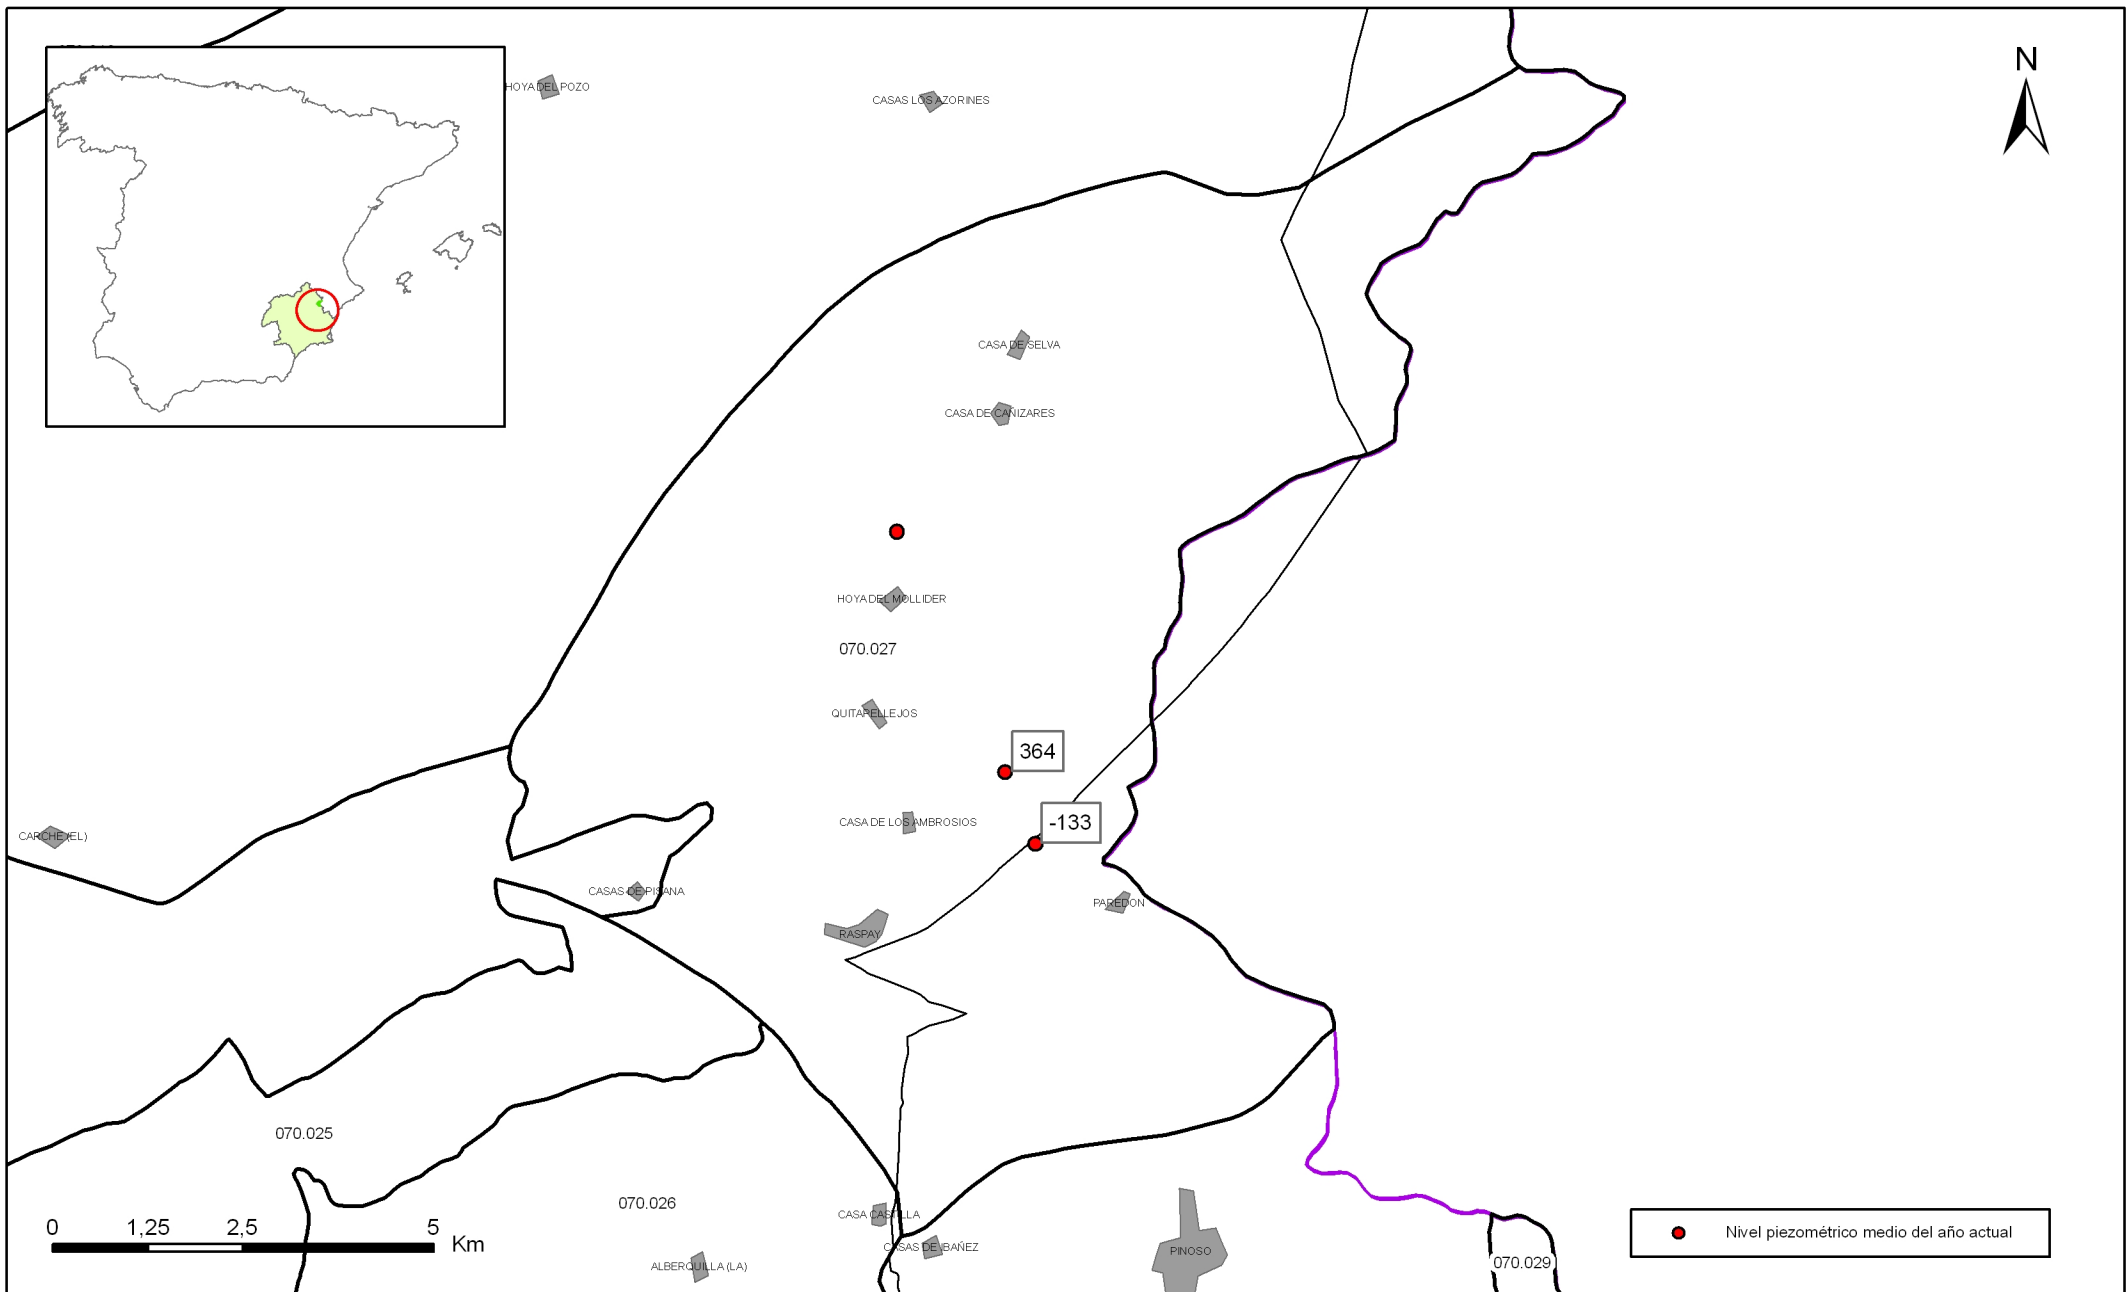 N
HOYA DEL POZO
CASAS LOS AZORINES
CASA DE SELVA
CASA DE CAÑIZARES
HOYA DEL MOLLIDER
070.027
QUITAPELLEJOS
364
-133
CASA DE LOS AMBROSIOS
CARCHE (EL)
CASAS DE PISANA
PAREDON
RASPAY
070.025
070.026
CASA CASTILLA
CASAS DE IBAÑEZ
PINOSO
ALBERQUILLA (LA)
070.029
0 1,25 2,5 5
Km
Nivel piezométrico medio del año actual